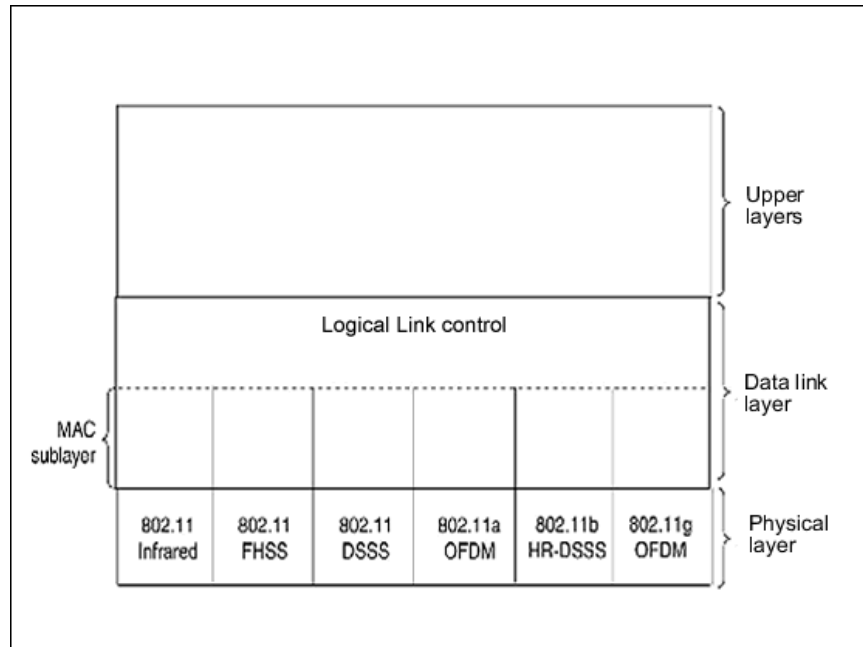 Upper
layers
Logical Link control
Data link
layer
MAC
sublayer
802.11
Infrared
802.11
FHSS
802.11
DSSS
802.11a
OFDM
802.11b
HR-DSSS
802.11g
OFDM
Physical
layer